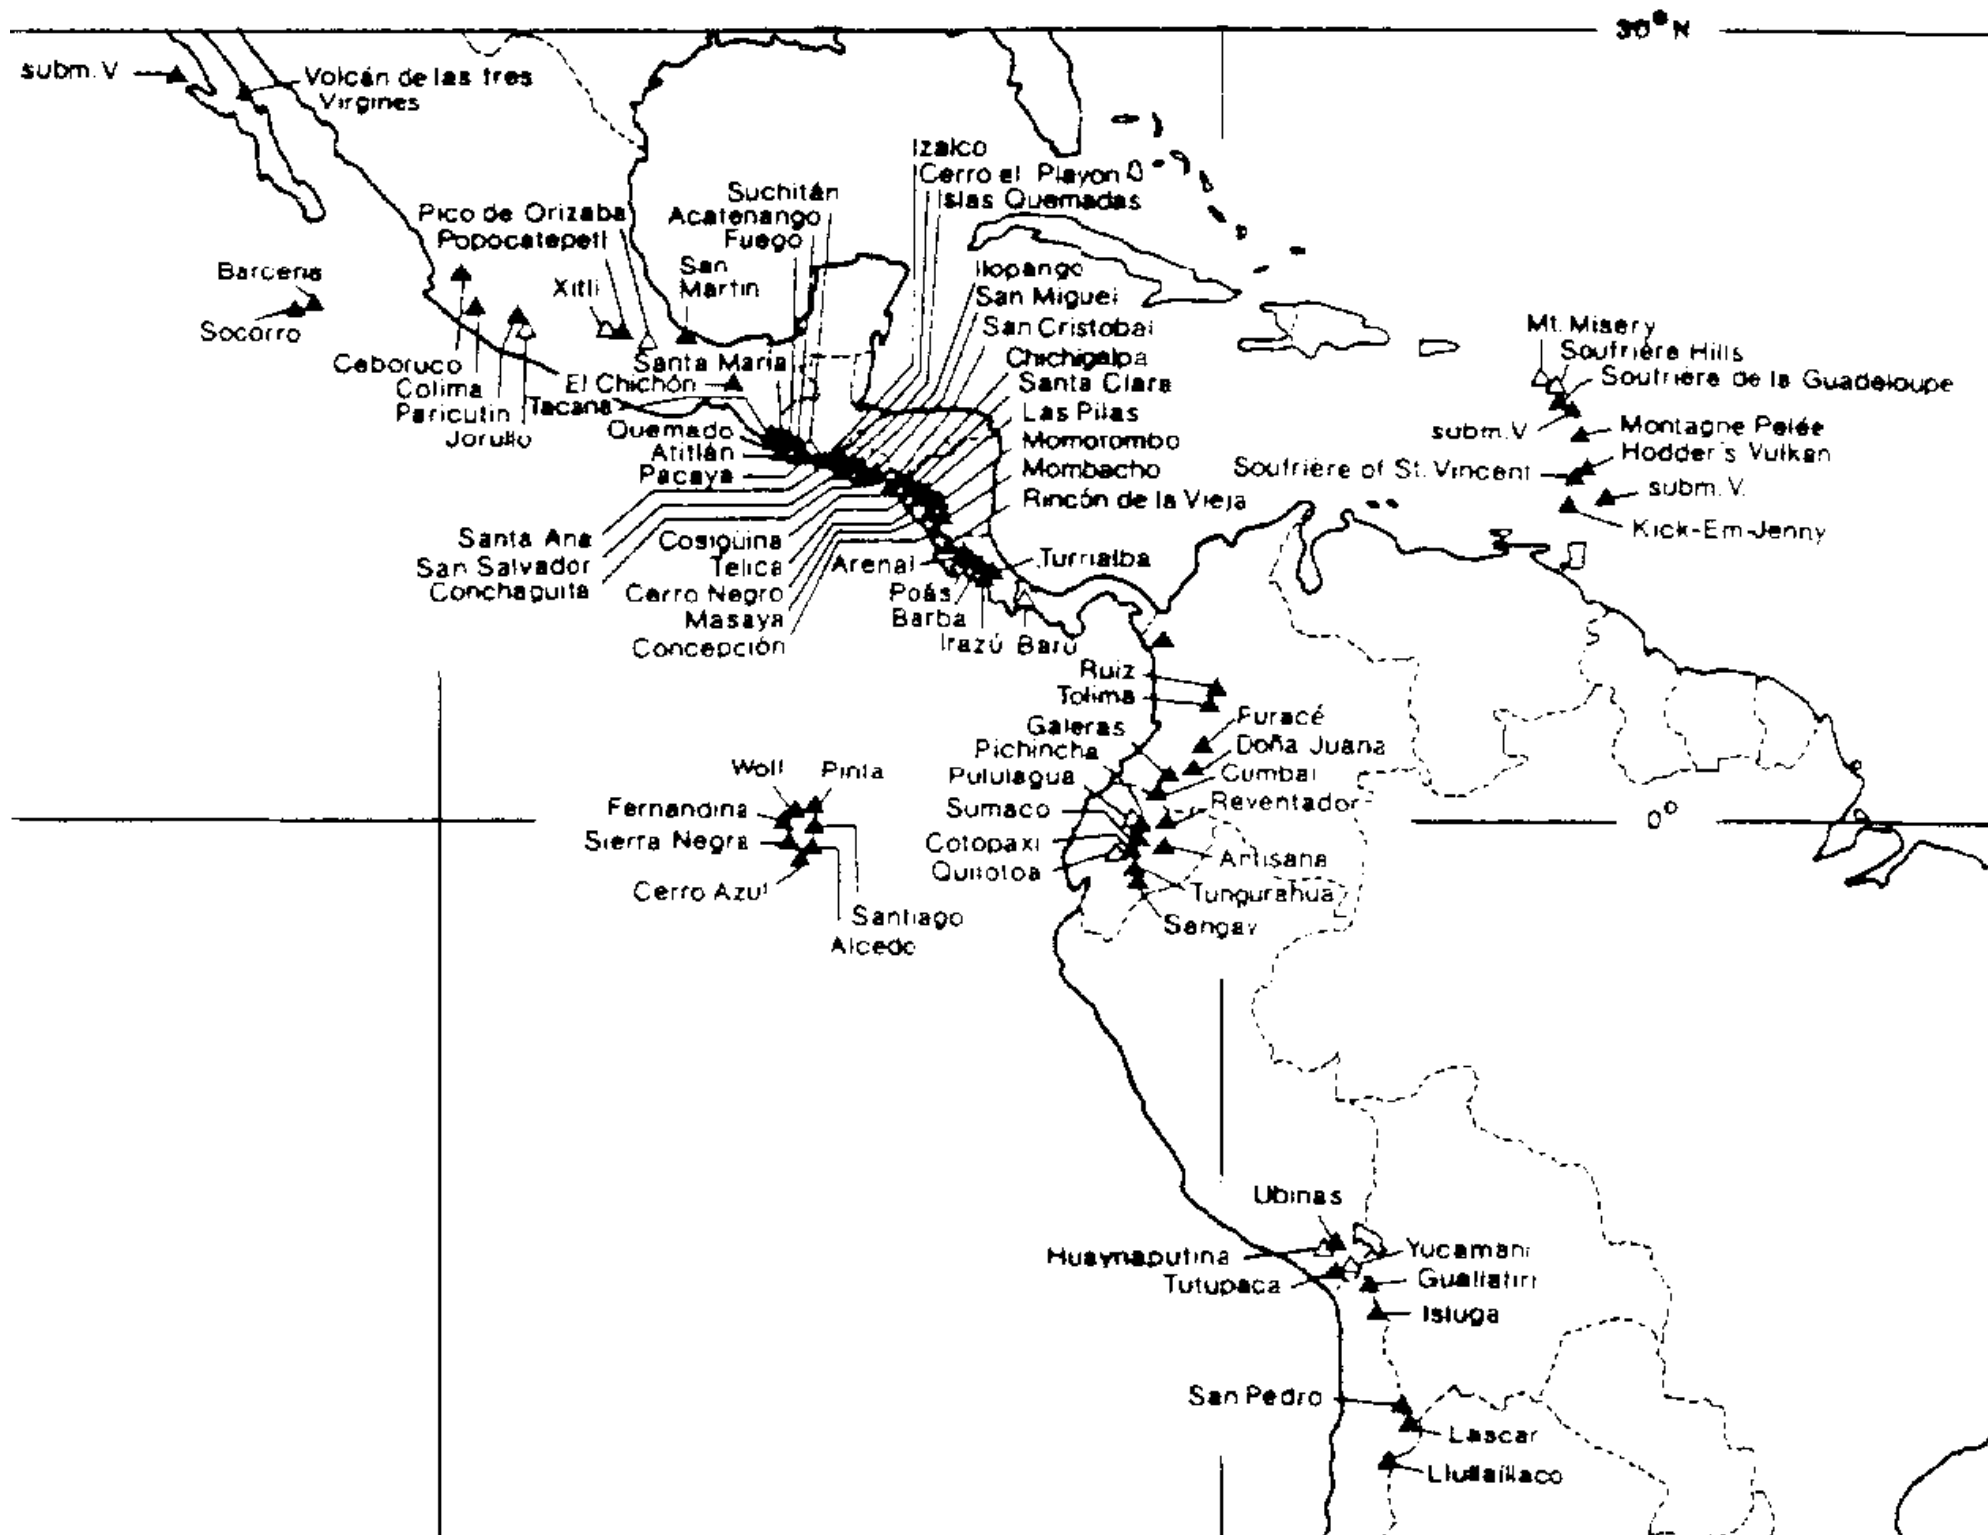 30°N
subm. V
Volcán de las tres
Virgines
Izalco
Cerro el Playon
Islas Quemadas
Suchitán
Acatenango
Fuego
Pico de Orizaba
Popocatepetl
Barcena
Socorro
Xitli
San
Martin
Ilopango
San Miguel
San Cristobal
Chichigalpa
Santa Clara
Las Pilas
Momotombo
Mombacho
Rincón de la Vieja
Ceboruco
Colima
Paricutin
Jorullo
Santa Maria
El Chichón
Tacana
Quemado
Atitlán
Pacaya
Mt. Misery
Soufrière Hills
Soufrière de la Guadeloupe
subm. V
Montagne Pelée
Hodder's Vulkan
Soufrière of St. Vincent
subm. V.
Kick-Em-Jenny
Santa Ana
San Salvador
Conchaguita
Cosigüina
Telica
Cerro Negro
Masaya
Concepción
Arenal
Poás
Barba
Irazú
Barú
Turrialba
Ruiz
Tolima
Galeras
Pichincha
Pululagua
Sumaco
Cotopaxi
Quilotoa
Puracé
Doña Juana
Cumbal
Reventador
Antisana
Tungurahua
Sangay
0°
Wolf
Pinta
Fernandina
Sierra Negra
Cerro Azul
Santiago
Alcedo
Ubinas
Huaynaputina
Tutupaca
Yucamani
Guallatiri
Isluga
San Pedro
Lascar
Llullaillaco